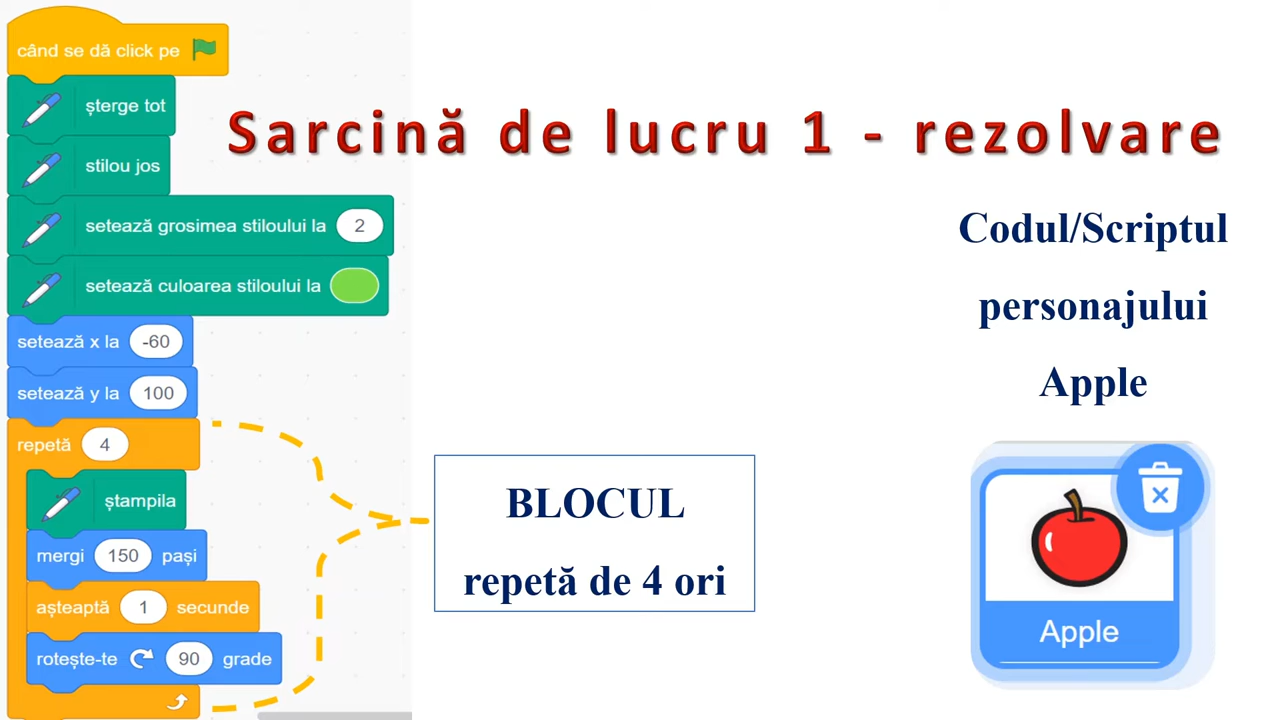 când se dă click pe
șterge tot
stilou jos
setează grosimea stiloului la 2
setează culoarea stiloului la
setează x la -60
setează y la 100
repetă 4
ștampila
mergi 150 pași
așteaptă 1 secunde
rotește-te 90 grade
Sarcină de lucru 1 - rezolvare
Codul/Scriptul
personajului
Apple
BLOCUL
repetă de 4 ori
Apple